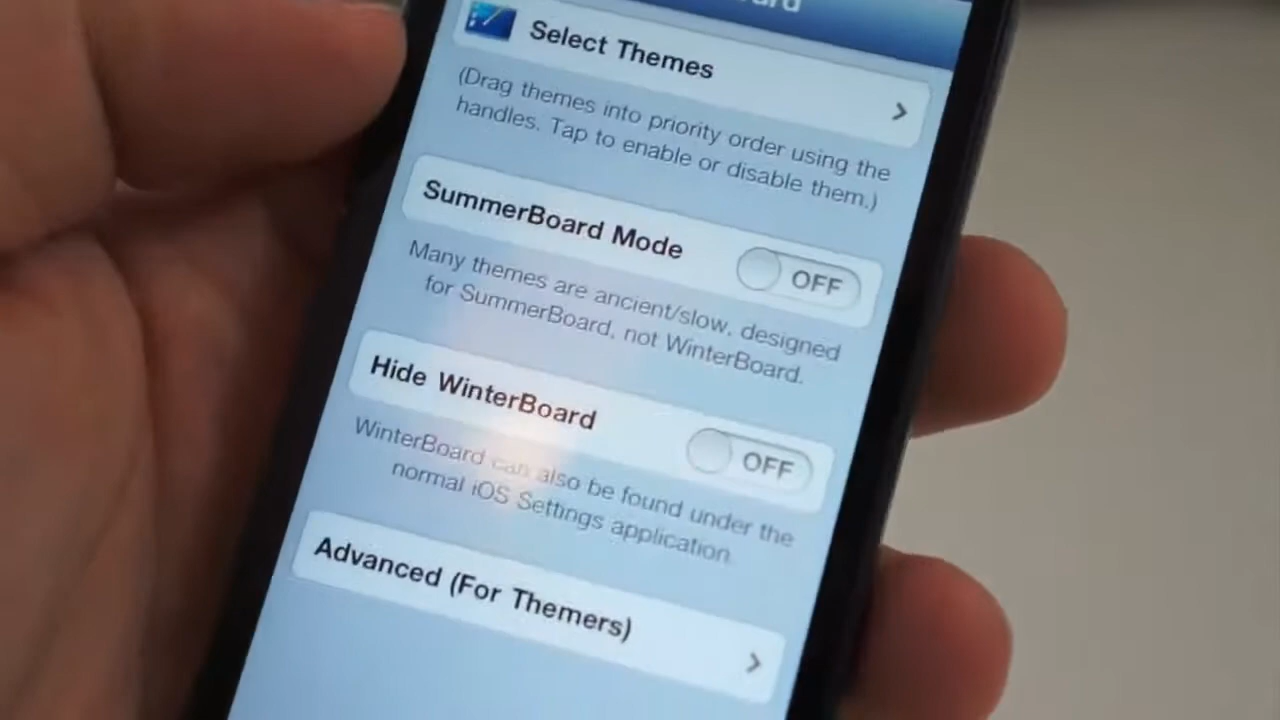 Select Themes
(Drag themes into priority order using the
handles. Tap to enable or disable them.)
SummerBoard Mode
OFF
Many themes are ancient/slow, designed
for SummerBoard, not WinterBoard.
Hide WinterBoard
OFF
WinterBoard can also be found under the
normal iOS Settings application.
Advanced (For Themers)